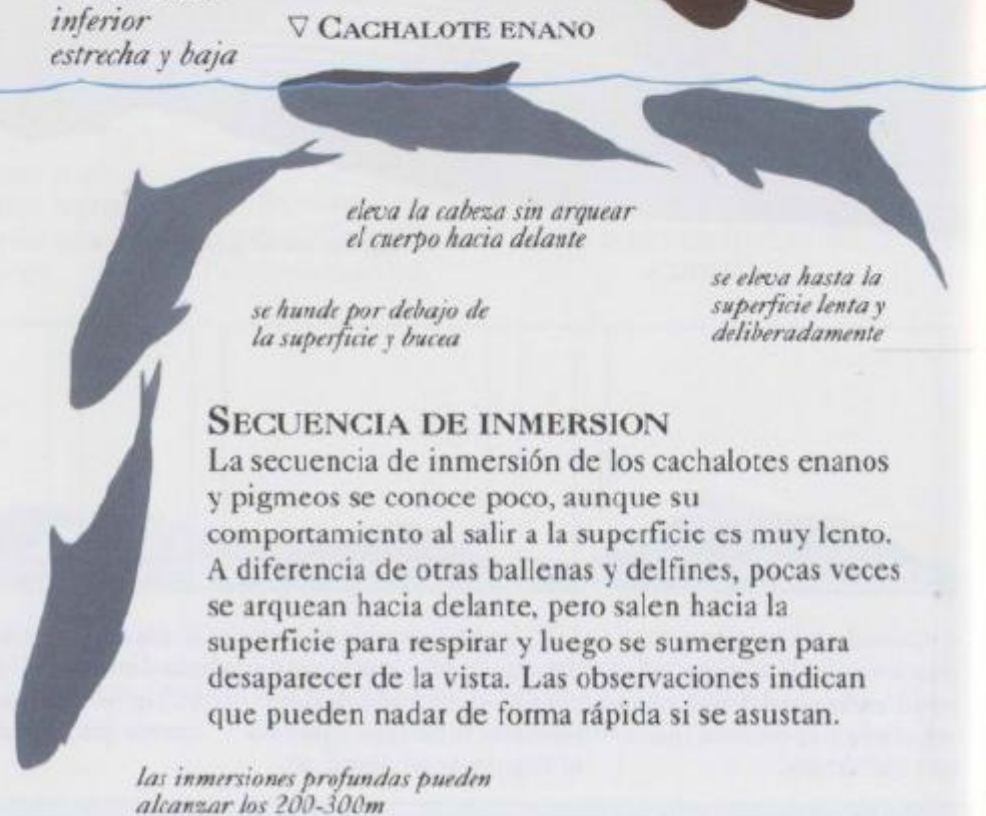 inferior
estrecha y baja
▽ CACHALOTE ENANO
eleva la cabeza sin arquear
el cuerpo hacia delante
se eleva hasta la
superficie lenta y
deliberadamente
se hunde por debajo de
la superficie y bucea
SECUENCIA DE INMERSION
La secuencia de inmersión de los cachalotes enanos
y pigmeos se conoce poco, aunque su
comportamiento al salir a la superficie es muy lento.
A diferencia de otras ballenas y delfines, pocas veces
se arquean hacia delante, pero salen hacia la
superficie para respirar y luego se sumergen para
desaparecer de la vista. Las observaciones indican
que pueden nadar de forma rápida si se asustan.
las inmersiones profundas pueden
alcanzar los 200-300m